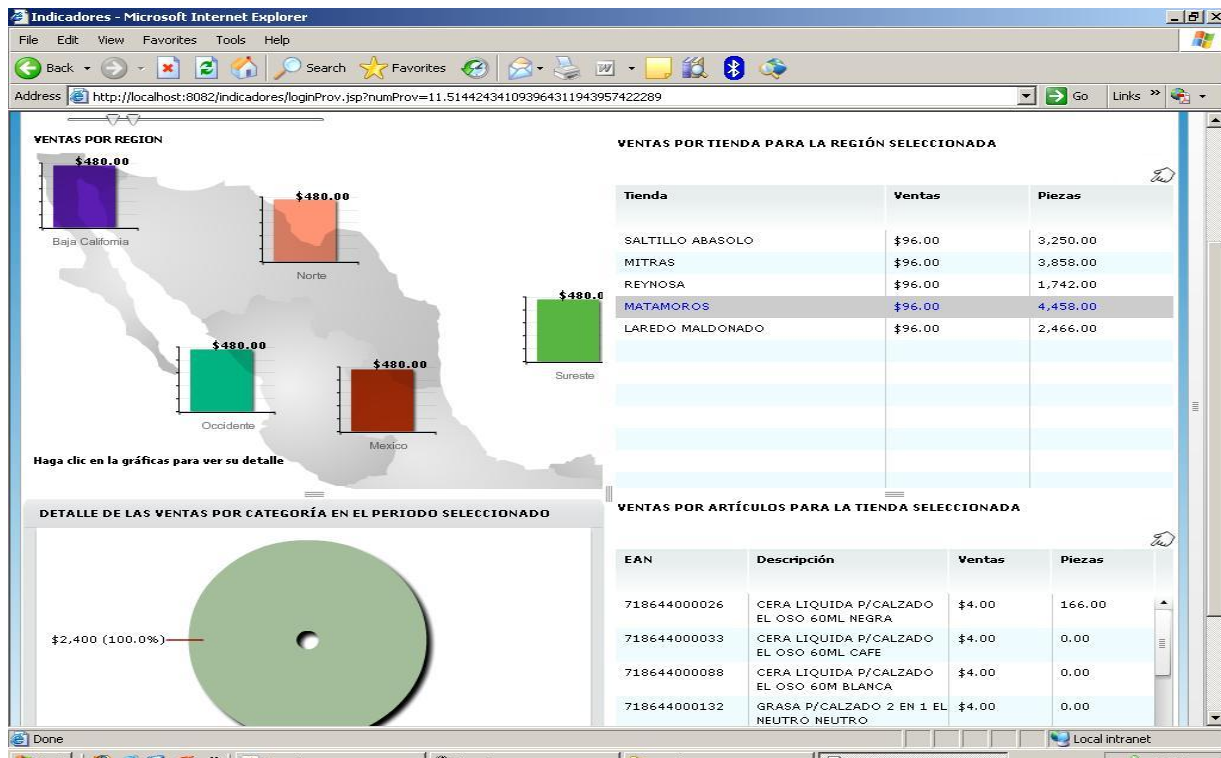 Indicadores - Microsoft Internet Explorer
File Edit View Favorites Tools Help
Back Search Favorites
Address http://localhost:8082/indicadores/loginProv.jsp?numProv=11.514424341093964311943957422289 Go Links »
VENTAS POR REGION
$480.00
Baja California
$480.00
Norte
$480.0
Sureste
$480.00
Occidente
$480.00
Mexico
Haga clic en la gráficas para ver su detalle
VENTAS POR TIENDA PARA LA REGIÓN SELECCIONADA
Tienda Ventas Piezas
SALTILLO ABASOLO $96.00 3,250.00
MITRAS $96.00 3,858.00
REYNOSA $96.00 1,742.00
MATAMOROS $96.00 4,458.00
LAREDO MALDONADO $96.00 2,466.00
DETALLE DE LAS VENTAS POR CATEGORÍA EN EL PERIODO SELECCIONADO
$2,400 (100.0%)
VENTAS POR ARTÍCULOS PARA LA TIENDA SELECCIONADA
EAN Descripción Ventas Piezas
718644000026 CERA LIQUIDA P/CALZADO $4.00 166.00
EL OSO 60ML NEGRA
718644000033 CERA LIQUIDA P/CALZADO $4.00 0.00
EL OSO 60ML CAFE
718644000088 CERA LIQUIDA P/CALZADO $4.00 0.00
EL OSO 60M BLANCA
718644000132 GRASA P/CALZADO 2 EN 1 EL $4.00 0.00
NEUTRO NEUTRO
Done Local intranet